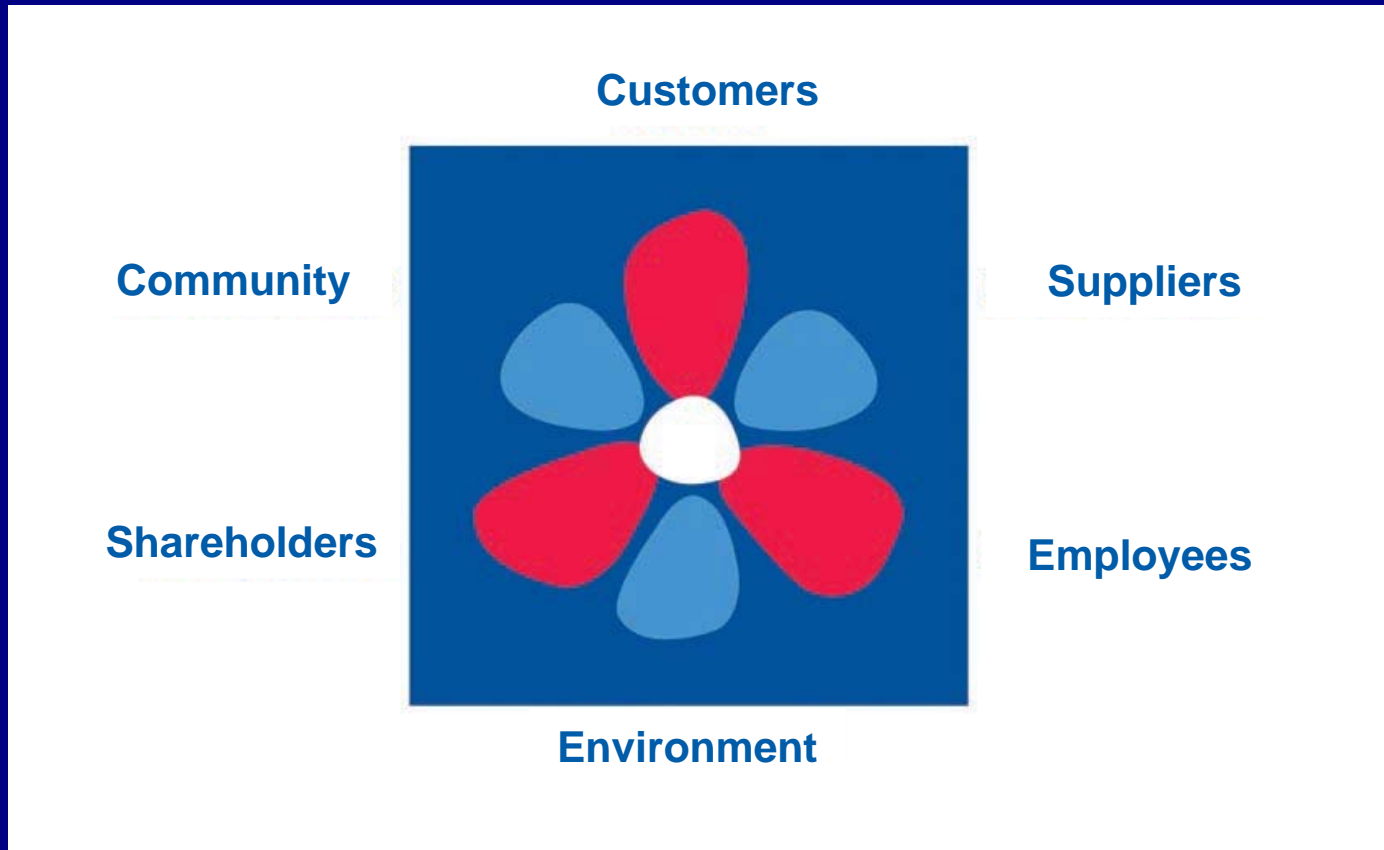 Customers
Community
Suppliers
Shareholders
Employees
Environment